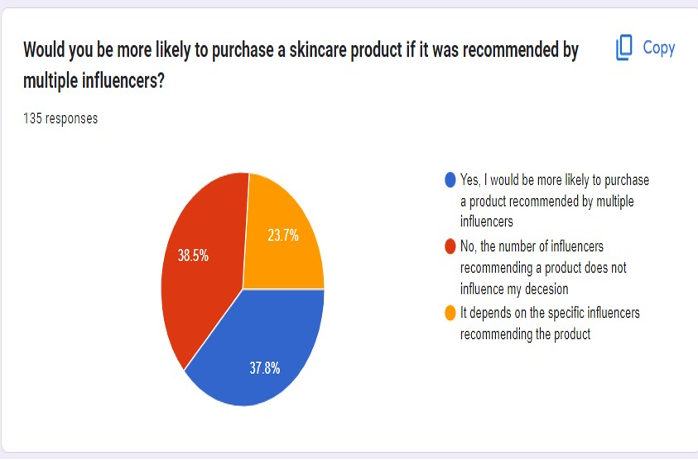 Would you be more likely to purchase a skincare product if it was recommended by
multiple influencers?
Copy
135 responses
Yes, I would be more likely to purchase
a product recommended by multiple
influencers
No, the number of influencers
recommending a product does not
influence my decesion
It depends on the specific influencers
recommending the product
23.7%
38.5%
37.8%